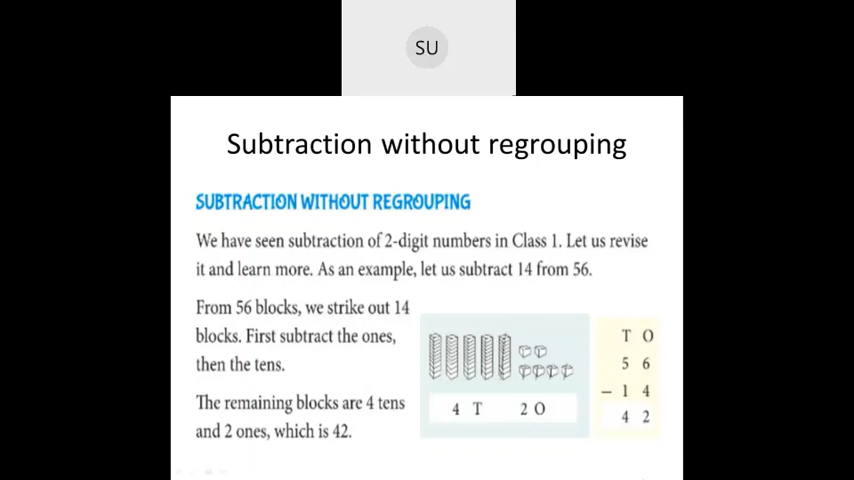 SU
Subtraction without regrouping
SUBTRACTION WITHOUT REGROUPING
We have seen subtraction of 2-digit numbers in Class 1. Let us revise
it and learn more. As an example, let us subtract 14 from 56.
From 56 blocks, we strike out 14
blocks. First subtract the ones,
then the tens.
The remaining blocks are 4 tens
and 2 ones, which is 42.
4 T 2 O
T O
5 6
– 1 4
4 2